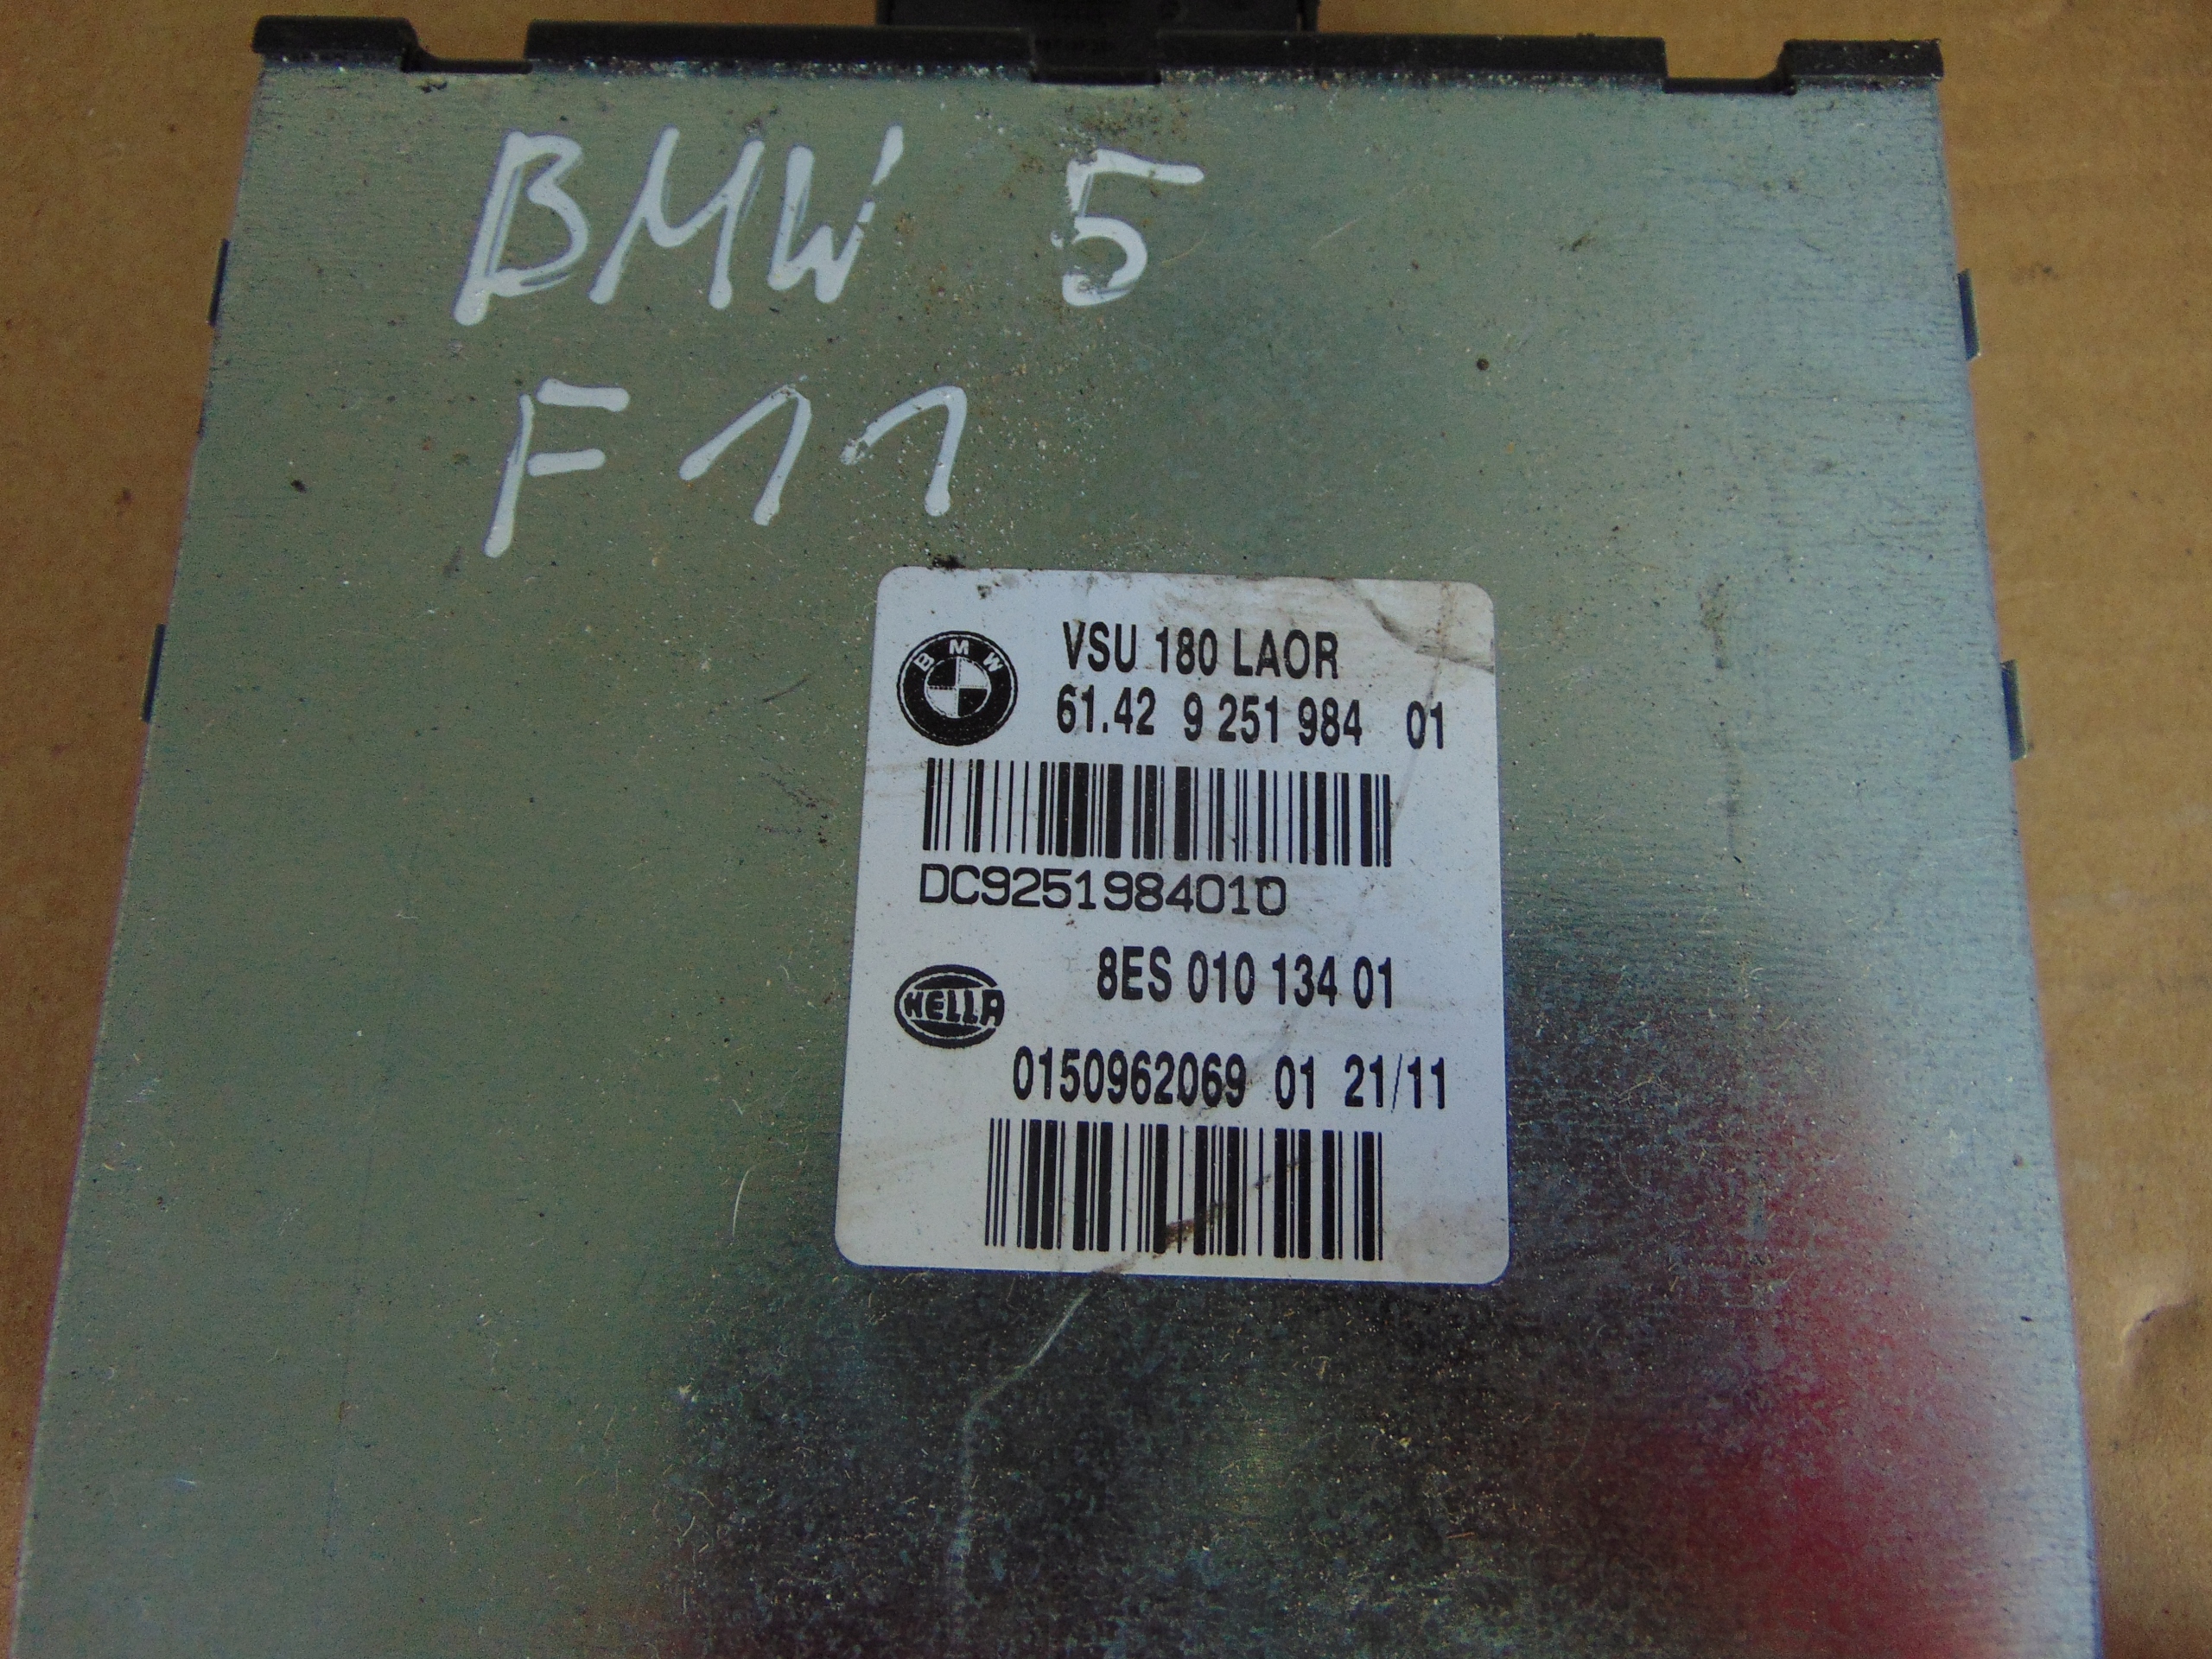 BMW 5
F11
BMW
VSU 180 LAOR
61.42 9 251 984 01
DC9251984010
8ES 010 134 01
HELLA
0150962069 01 21/11